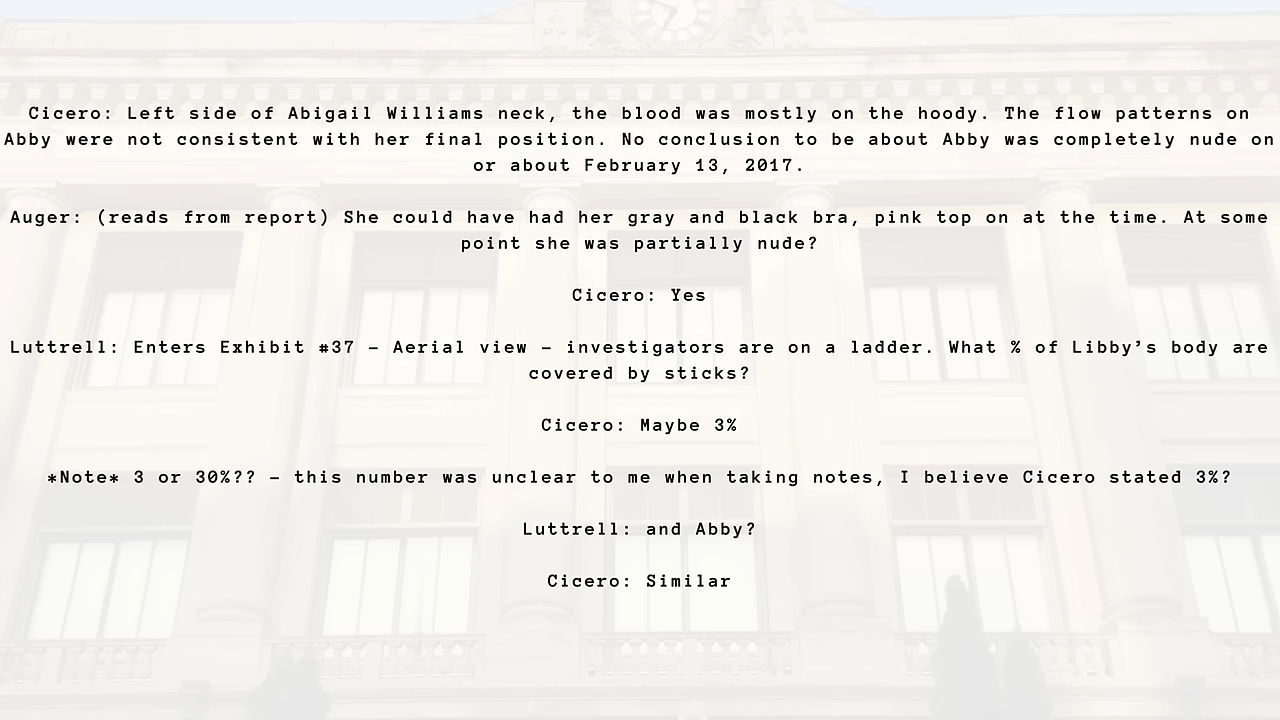 Cicero: Left side of Abigail Williams neck, the blood was mostly on the hoody. The flow patterns on
Abby were not consistent with her final position. No conclusion to be about Abby was completely nude on
or about February 13, 2017.
Auger: (reads from report) She could have had her gray and black bra, pink top on at the time. At some
point she was partially nude?
Cicero: Yes
Luttrell: Enters Exhibit #37 – Aerial view – investigators are on a ladder. What % of Libby’s body are
covered by sticks?
Cicero: Maybe 3%
*Note* 3 or 30%?? – this number was unclear to me when taking notes, I believe Cicero stated 3%?
Luttrell: and Abby?
Cicero: Similar